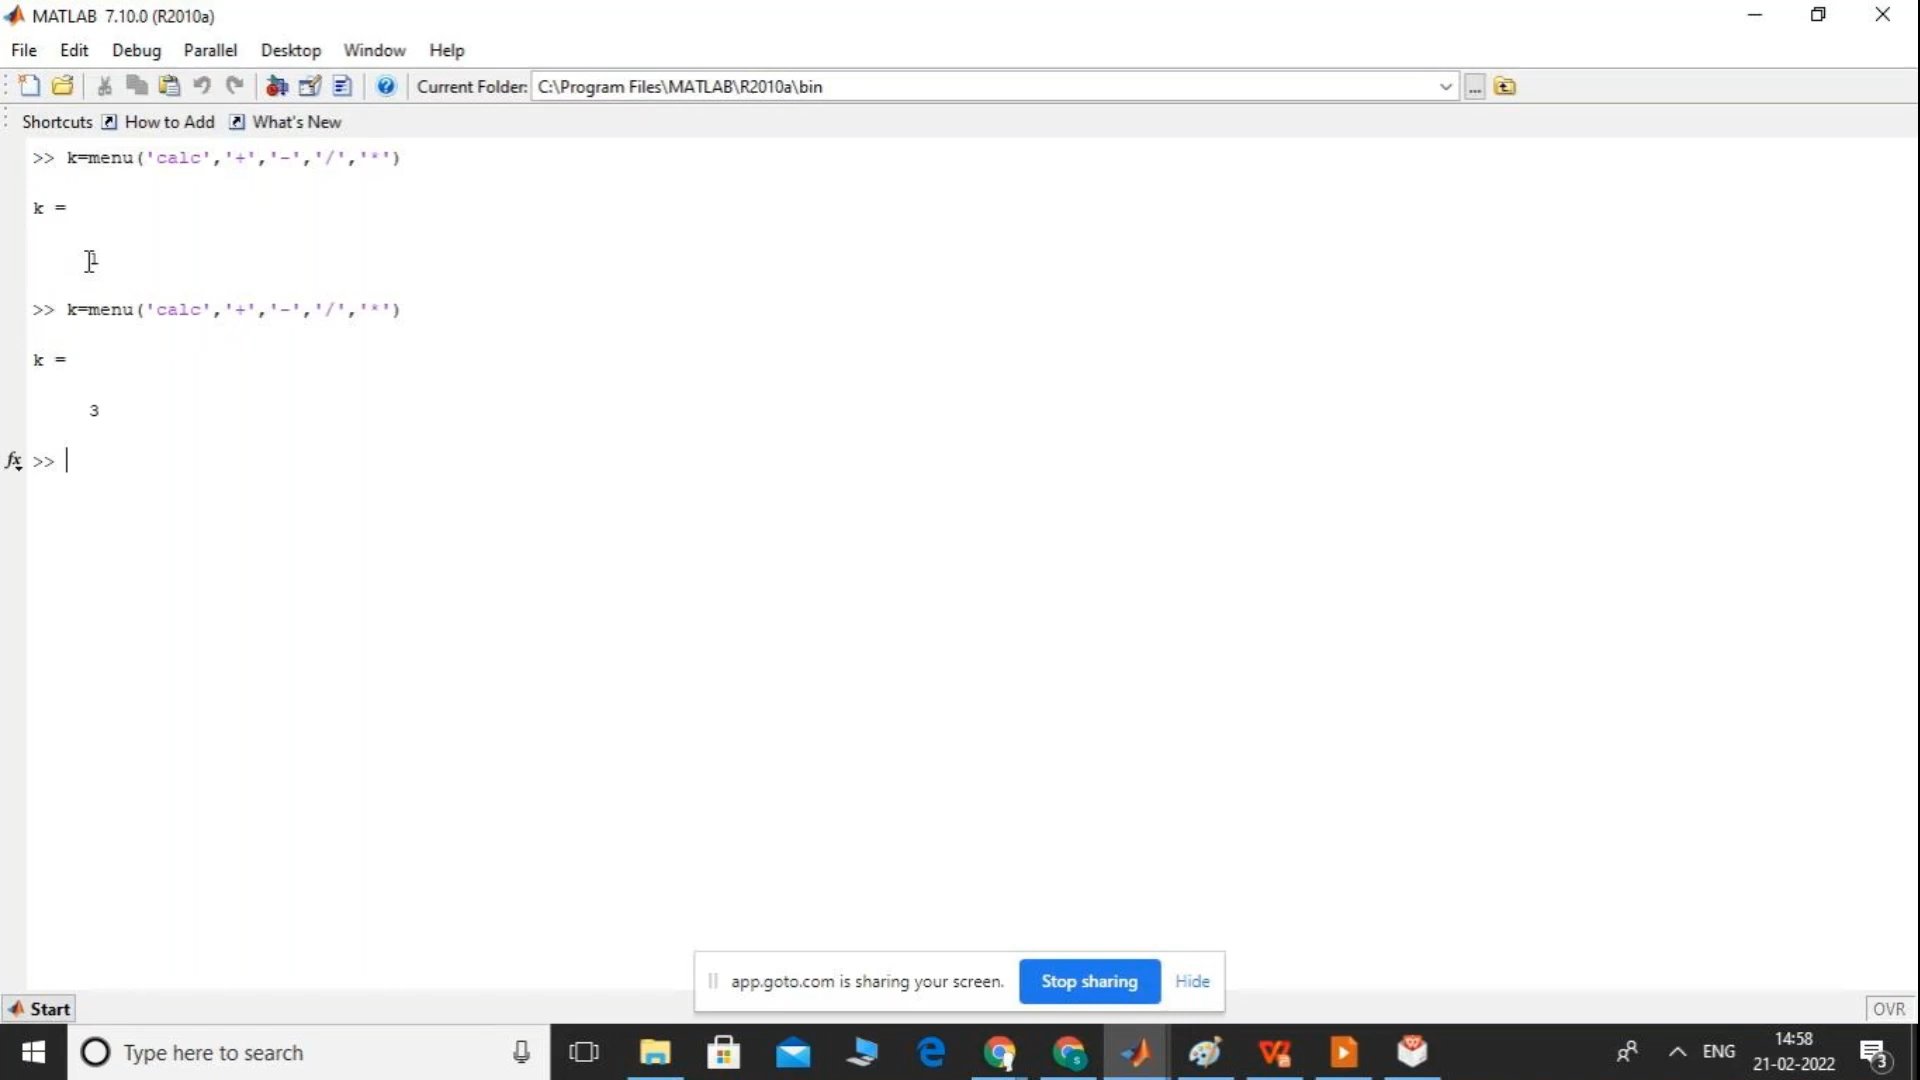 MATLAB 7.10.0 (R2010a)
File Edit Debug Parallel Desktop Window Help
Current Folder: C:\Program Files\MATLAB\R2010a\bin ...
Shortcuts How to Add What's New
>> k=menu('calc','+','-','/','*')
k =
1
>> k=menu('calc','+','-','/','*')
k =
3
fx >>
app.goto.com is sharing your screen. Stop sharing Hide
Start OVR
Type here to search ENG 14:58
21-02-2022 3